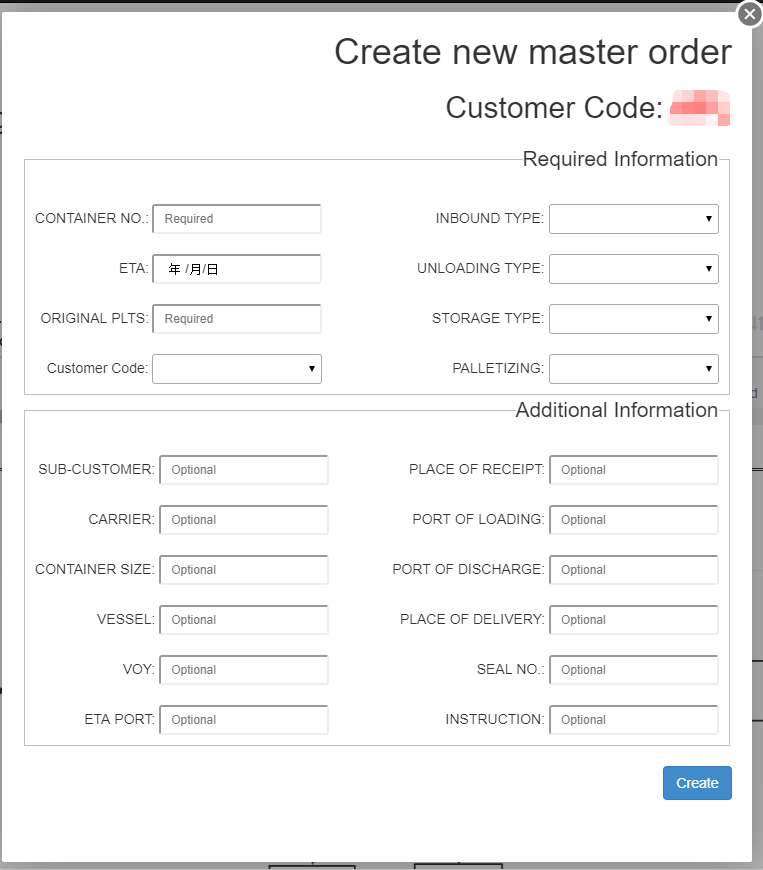 Create new master order
Customer Code:
Required Information
CONTAINER NO.: Required INBOUND TYPE:
ETA: 年 /月/日 UNLOADING TYPE:
ORIGINAL PLTS: Required STORAGE TYPE:
Customer Code: PALLETIZING:
Additional Information
SUB-CUSTOMER: Optional PLACE OF RECEIPT: Optional
CARRIER: Optional PORT OF LOADING: Optional
CONTAINER SIZE: Optional PORT OF DISCHARGE: Optional
VESSEL: Optional PLACE OF DELIVERY: Optional
VOY: Optional SEAL NO.: Optional
ETA PORT: Optional INSTRUCTION: Optional
Create